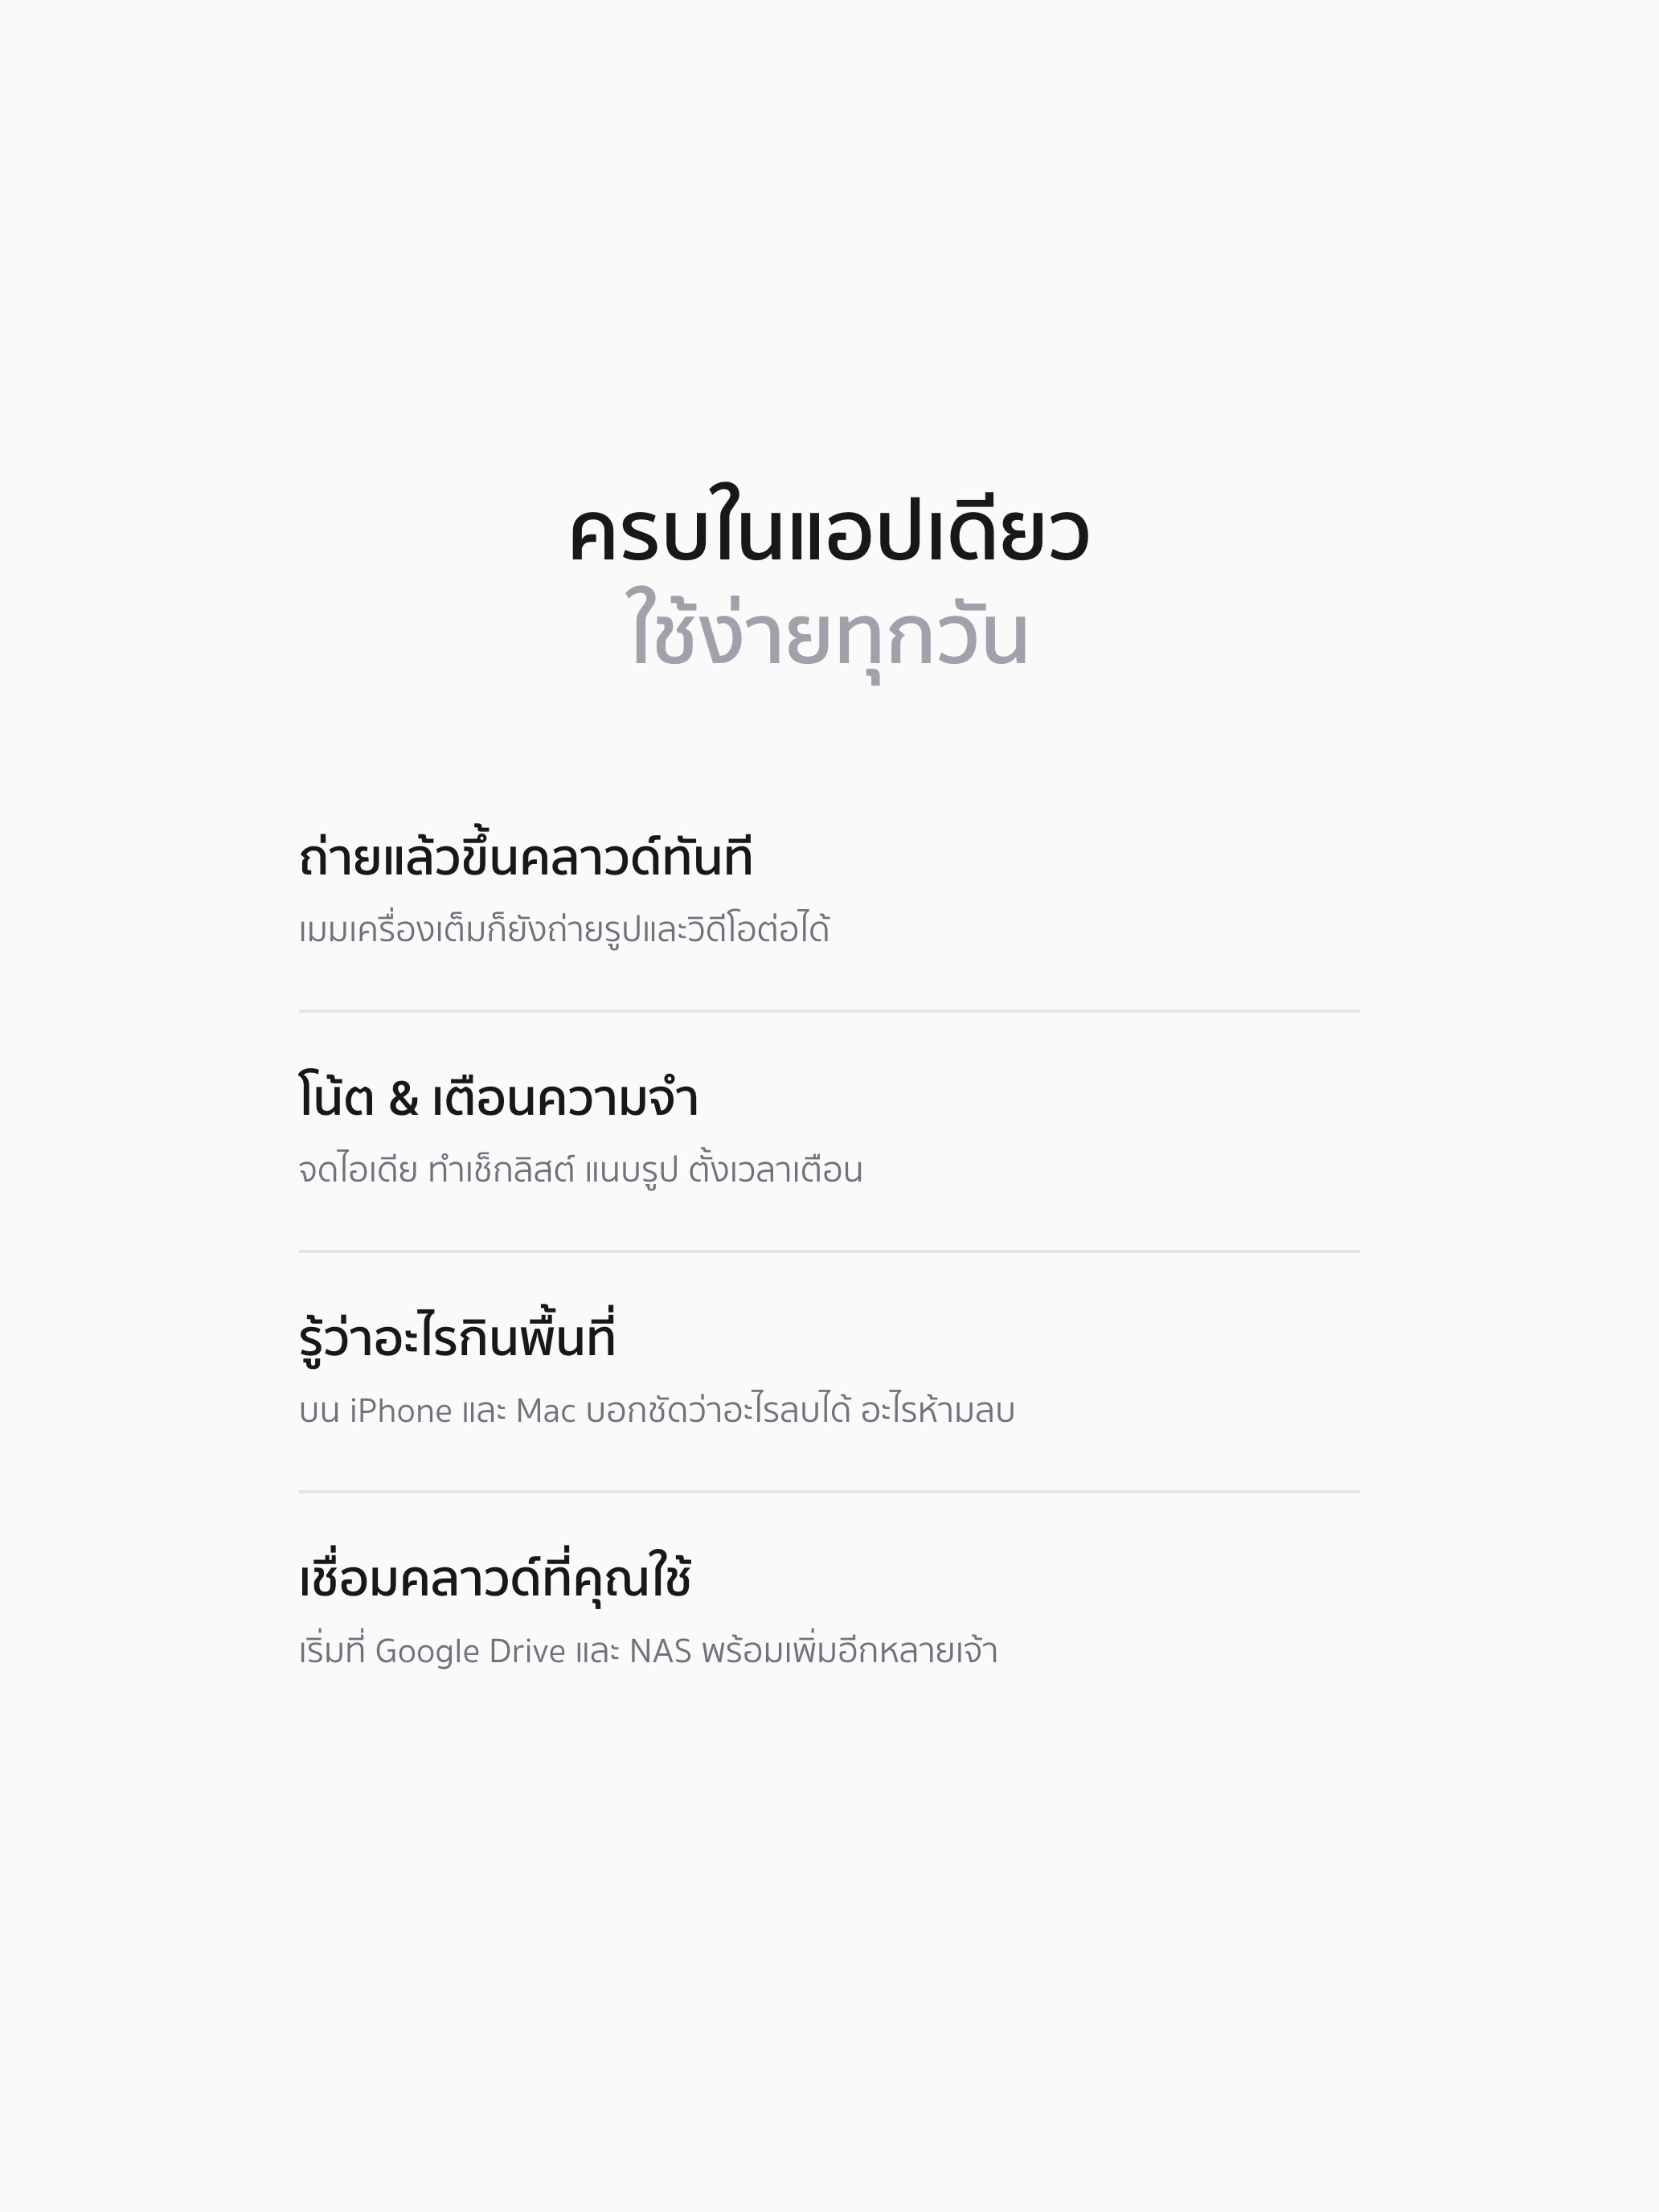 ครบในแอปเดียว
ใช้ง่ายทุกวัน
ถ่ายแล้วขึ้นคลาวด์ทันที
เมมเครื่องเต็มก็ยังถ่ายรูปและวิดีโอต่อได้
โน้ต & เตือนความจำ
จดไอเดีย ทำเช็กลิสต์ แนบรูป ตั้งเวลาเตือน
รู้ว่าอะไรกินพื้นที่
บน iPhone และ Mac บอกชัดว่าอะไรลบได้ อะไรห้ามลบ
เชื่อมคลาวด์ที่คุณใช้
เริ่มที่ Google Drive และ NAS พร้อมเพิ่มอีกหลายเจ้า